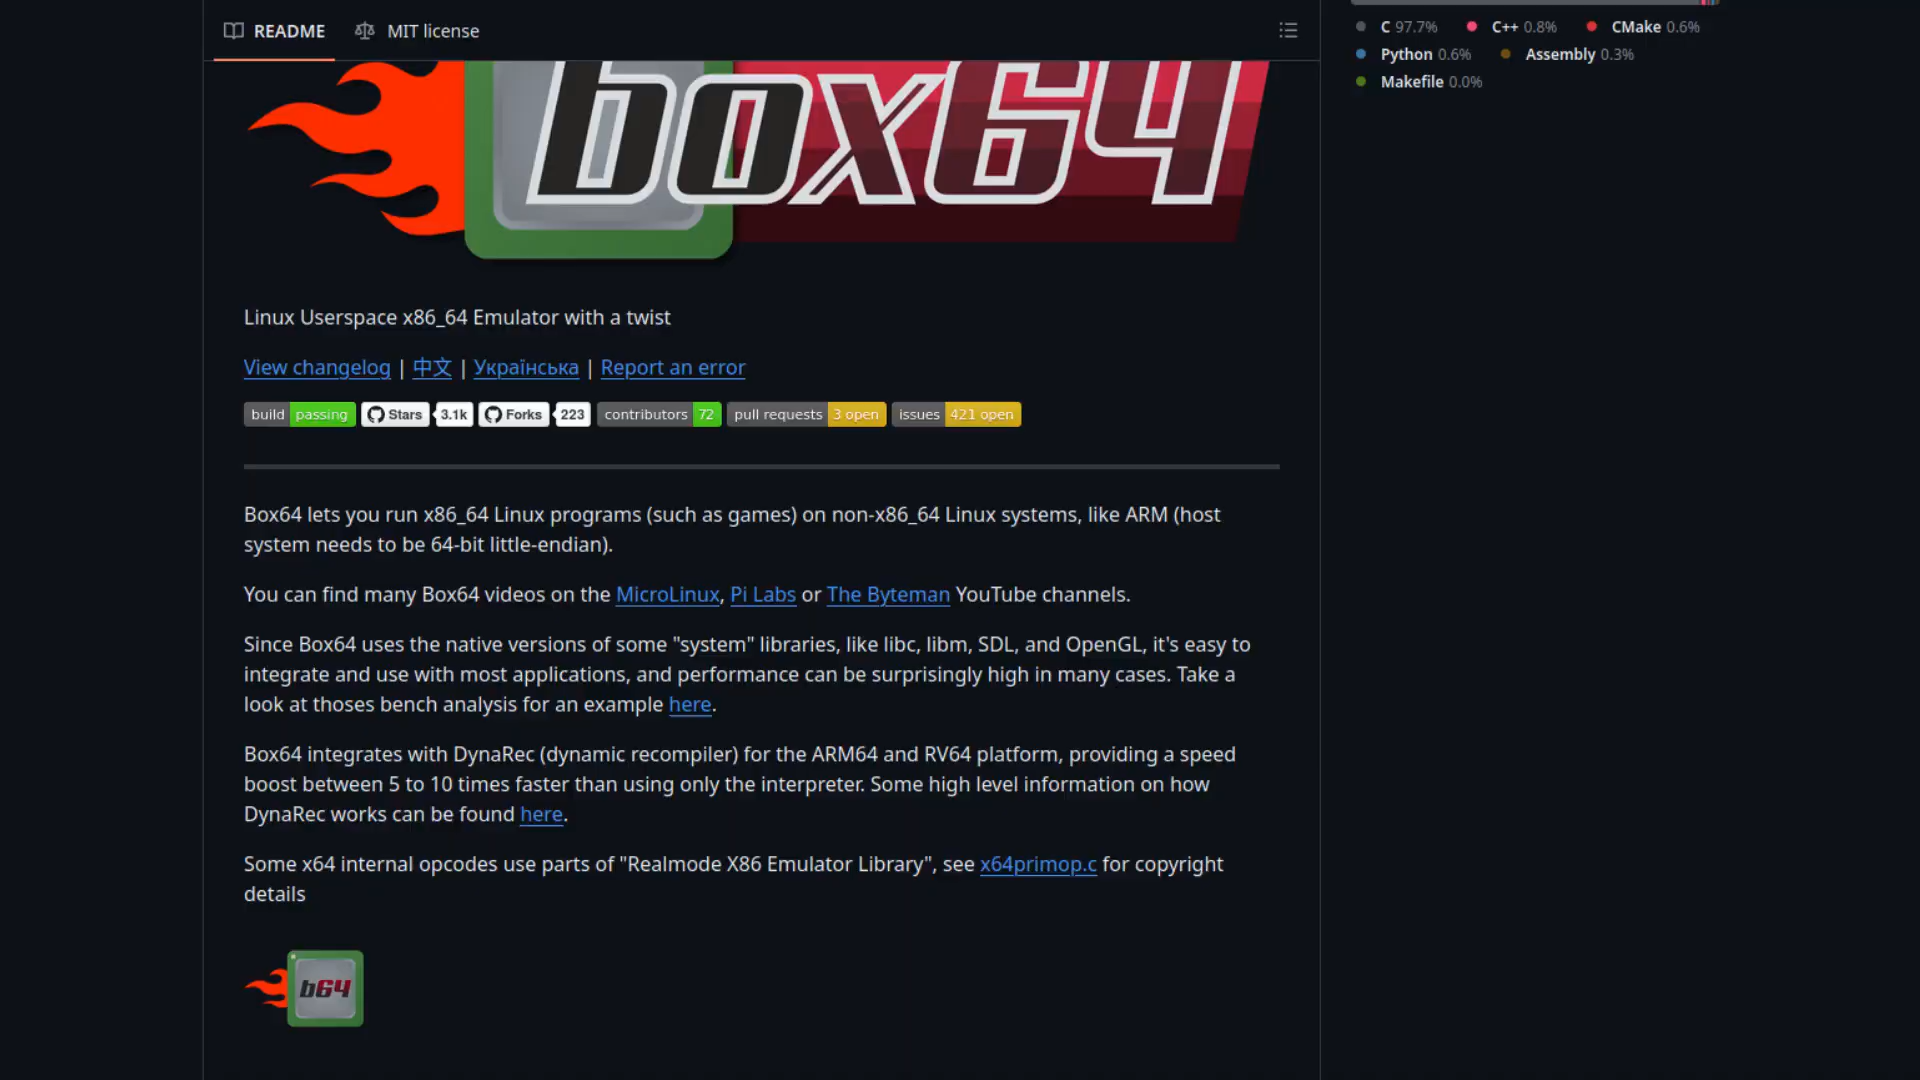 README
MIT license
box64
Linux Userspace x86_64 Emulator with a twist
View changelog | 中文 | Українська | Report an error
build passing Stars 3.1k Forks 223 contributors 72 pull requests 3 open issues 421 open
Box64 lets you run x86_64 Linux programs (such as games) on non-x86_64 Linux systems, like ARM (host
system needs to be 64-bit little-endian).
You can find many Box64 videos on the MicroLinux, Pi Labs or The Byteman YouTube channels.
Since Box64 uses the native versions of some "system" libraries, like libc, libm, SDL, and OpenGL, it's easy to
integrate and use with most applications, and performance can be surprisingly high in many cases. Take a
look at thoses bench analysis for an example here.
Box64 integrates with DynaRec (dynamic recompiler) for the ARM64 and RV64 platform, providing a speed
boost between 5 to 10 times faster than using only the interpreter. Some high level information on how
DynaRec works can be found here.
Some x64 internal opcodes use parts of "Realmode X86 Emulator Library", see x64primop.c for copyright
details
b64
C 97.7% C++ 0.8% CMake 0.6%
Python 0.6% Assembly 0.3%
Makefile 0.0%